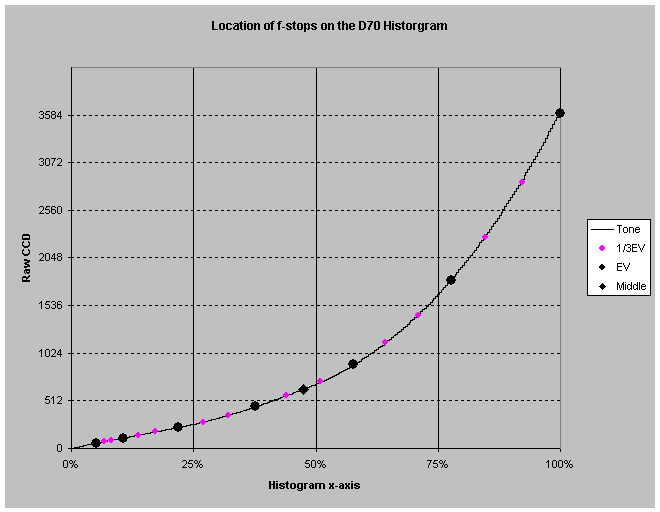 Location of f-stops on the D70 Historgram
3584
3072
2560
2048
1536
1024
512
0
Raw CCD
0% 25% 50% 75% 100%
Histogram x-axis
Tone
1/3EV
EV
Middle